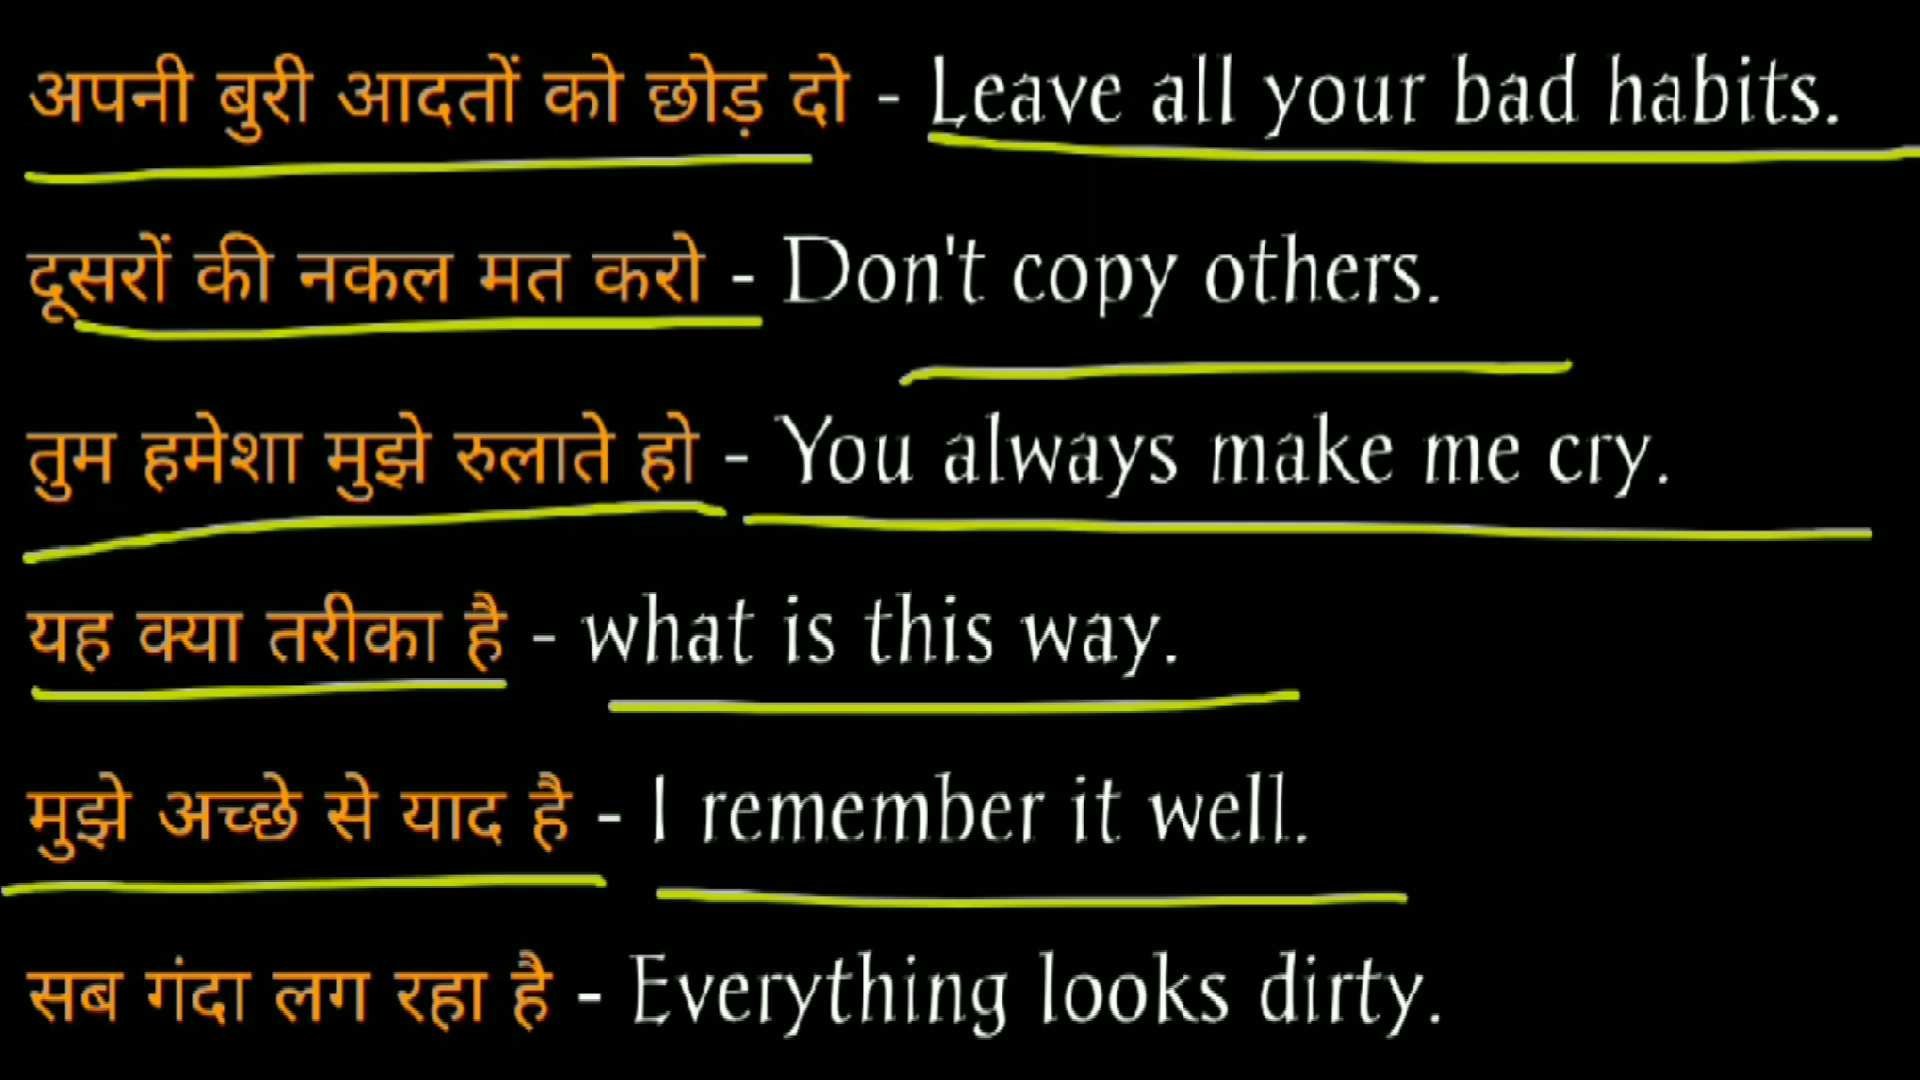 अपनी बुरी आदतों को छोड़ दो - Leave all your bad habits.
दूसरों की नकल मत करो - Don't copy others.
तुम हमेशा मुझे रुलाते हो - You always make me cry.
यह क्या तरीका है - what is this way.
मुझे अच्छे से याद है - I remember it well.
सब गंदा लग रहा है - Everything looks dirty.